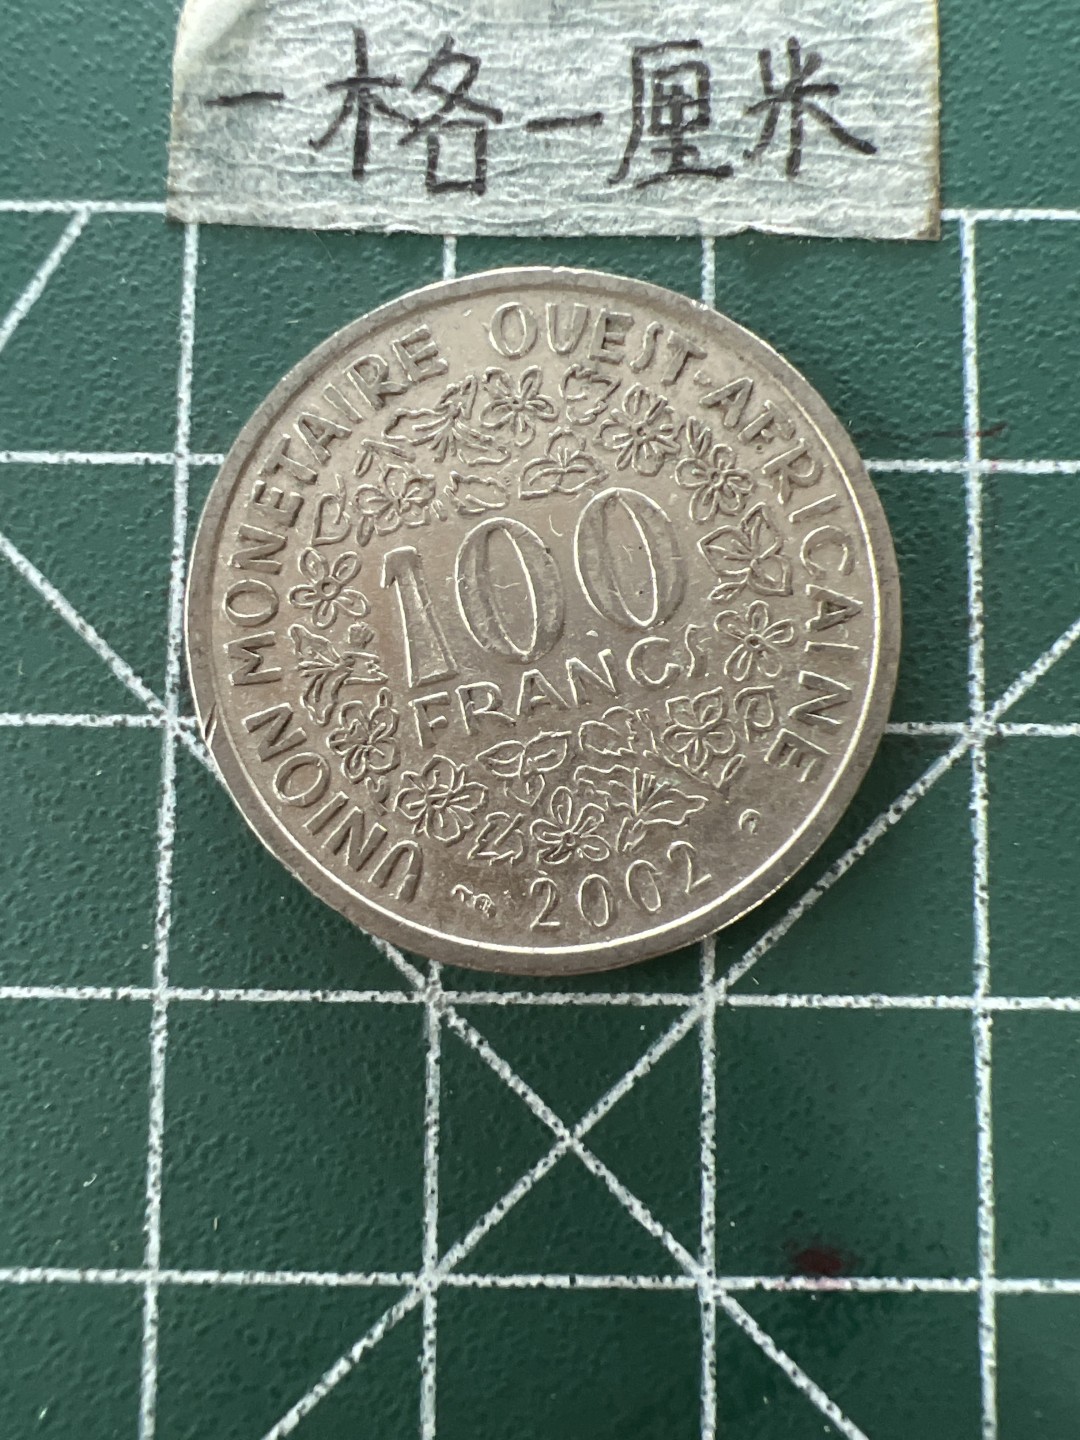 一格一厘米
UNION MONETAIRE OUEST-AFRICAINE
100
FRANCS
2002